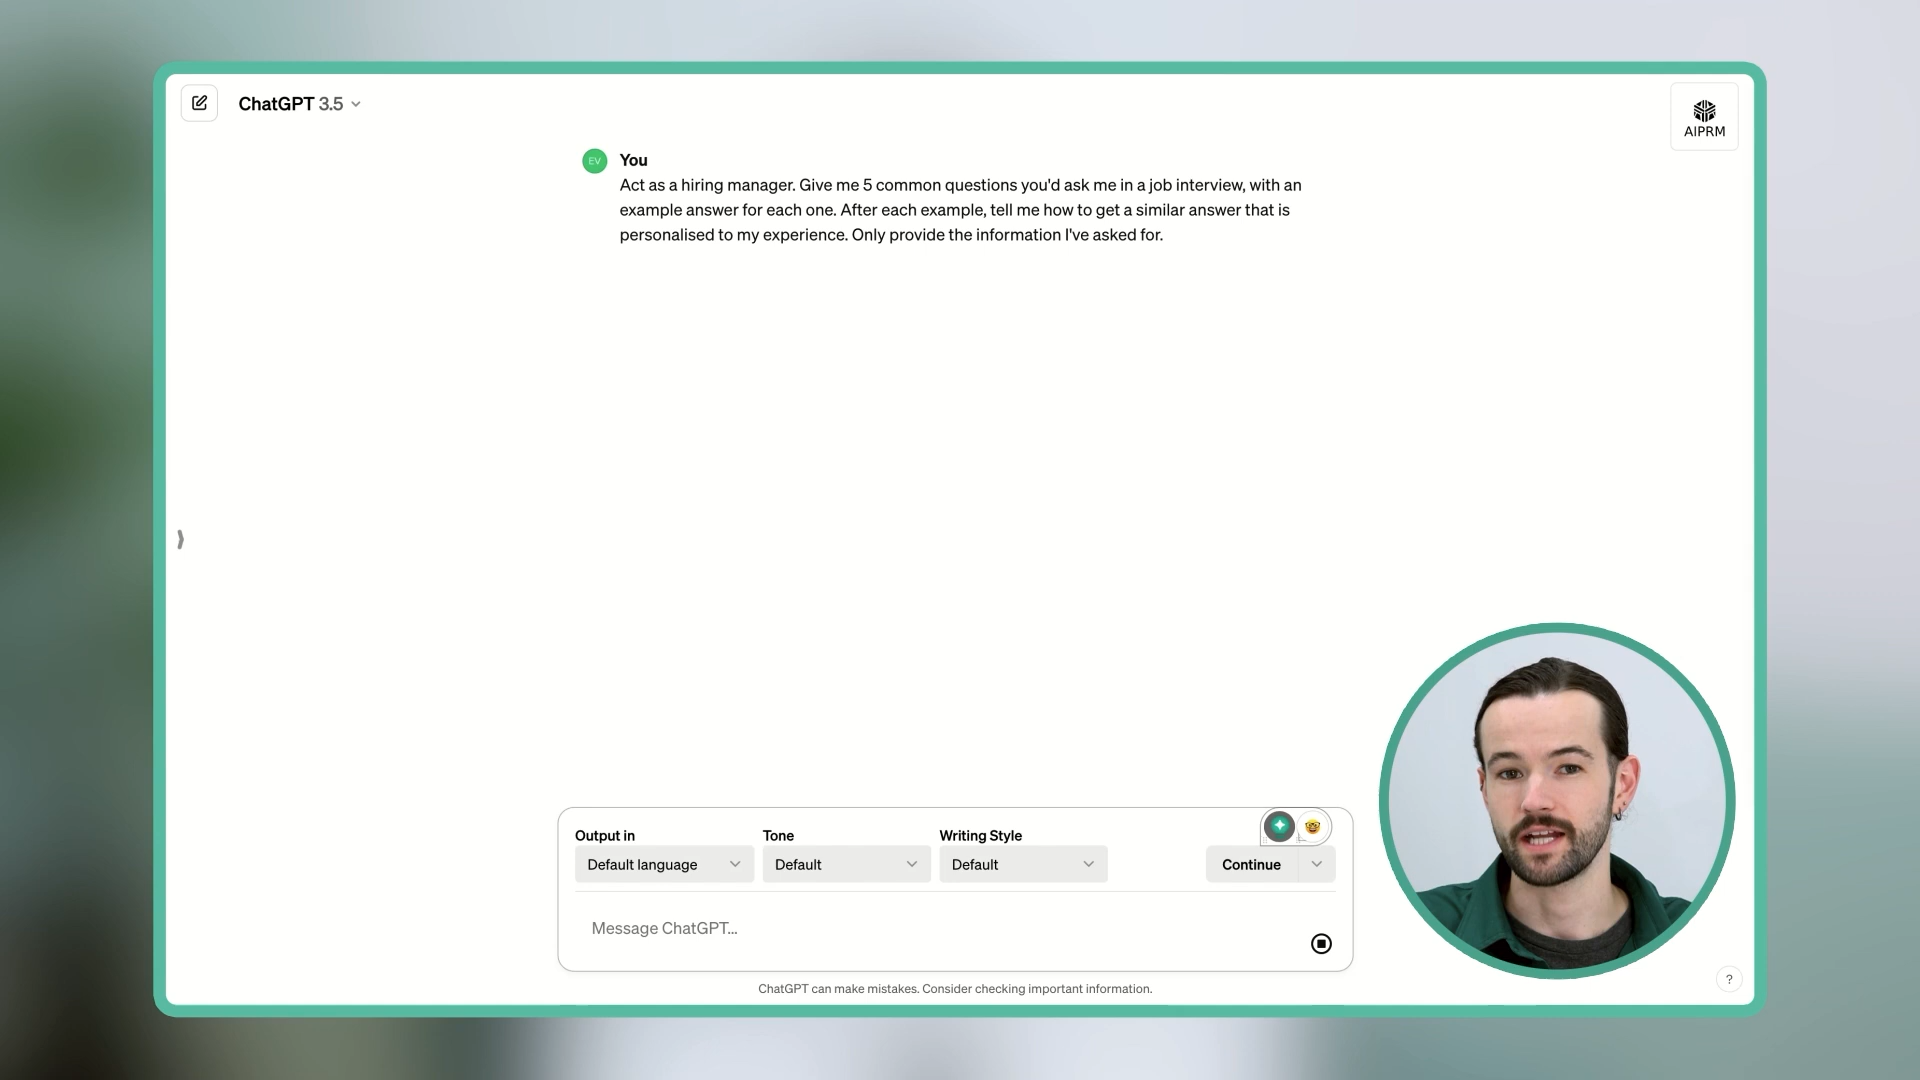 ChatGPT 3.5
AIPRM
EV
You
Act as a hiring manager. Give me 5 common questions you'd ask me in a job interview, with an
example answer for each one. After each example, tell me how to get a similar answer that is
personalised to my experience. Only provide the information I've asked for.
Output in
Tone
Writing Style
Default language
Default
Default
Continue
Message ChatGPT...
ChatGPT can make mistakes. Consider checking important information.
?